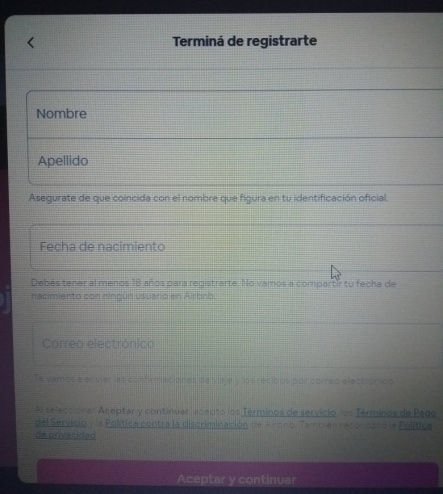 Terminá de registrarte
Nombre
Apellido
Asegurate de que coincida con el nombre que figura en tu identificación oficial.
Fecha de nacimiento
Debés tener al menos 18 años para registrarte. No vamos a compartir tu fecha de
nacimiento con ningún usuario en Airbnb.
Correo electrónico
Te vamos a enviar las confirmaciones de viaje y los recibos por correo electrónico.
Al seleccionar Aceptar y continuar, acepto los Términos de servicio, los Términos de Pago
del Servicio y la Política contra la discriminación de Airbnb. También reconozco la Política
de privacidad.
Aceptar y continuar